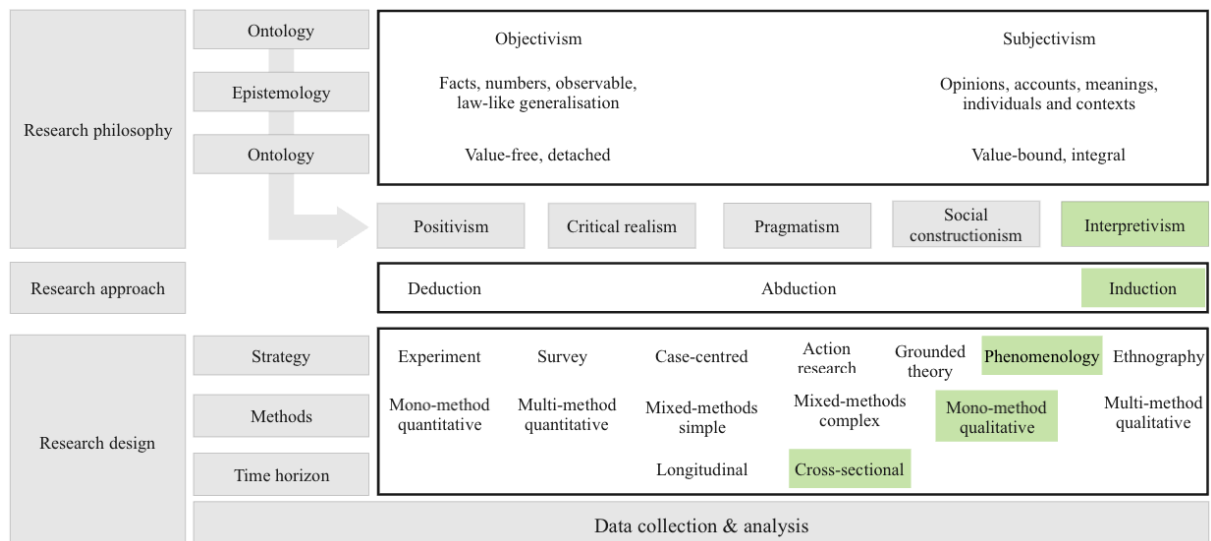 Research philosophy
Ontology
Objectivism
Subjectivism
Epistemology
Facts, numbers, observable,
law-like generalisation
Opinions, accounts, meanings,
individuals and contexts
Ontology
Value-free, detached
Value-bound, integral
Positivism
Critical realism
Pragmatism
Social
constructionism
Interpretivism
Research approach
Deduction
Abduction
Induction
Research design
Strategy
Experiment
Survey
Case-centred
Action
research
Grounded
theory
Phenomenology
Ethnography
Methods
Mono-method
quantitative
Multi-method
quantitative
Mixed-methods
simple
Mixed-methods
complex
Mono-method
qualitative
Multi-method
qualitative
Time horizon
Longitudinal
Cross-sectional
Data collection & analysis